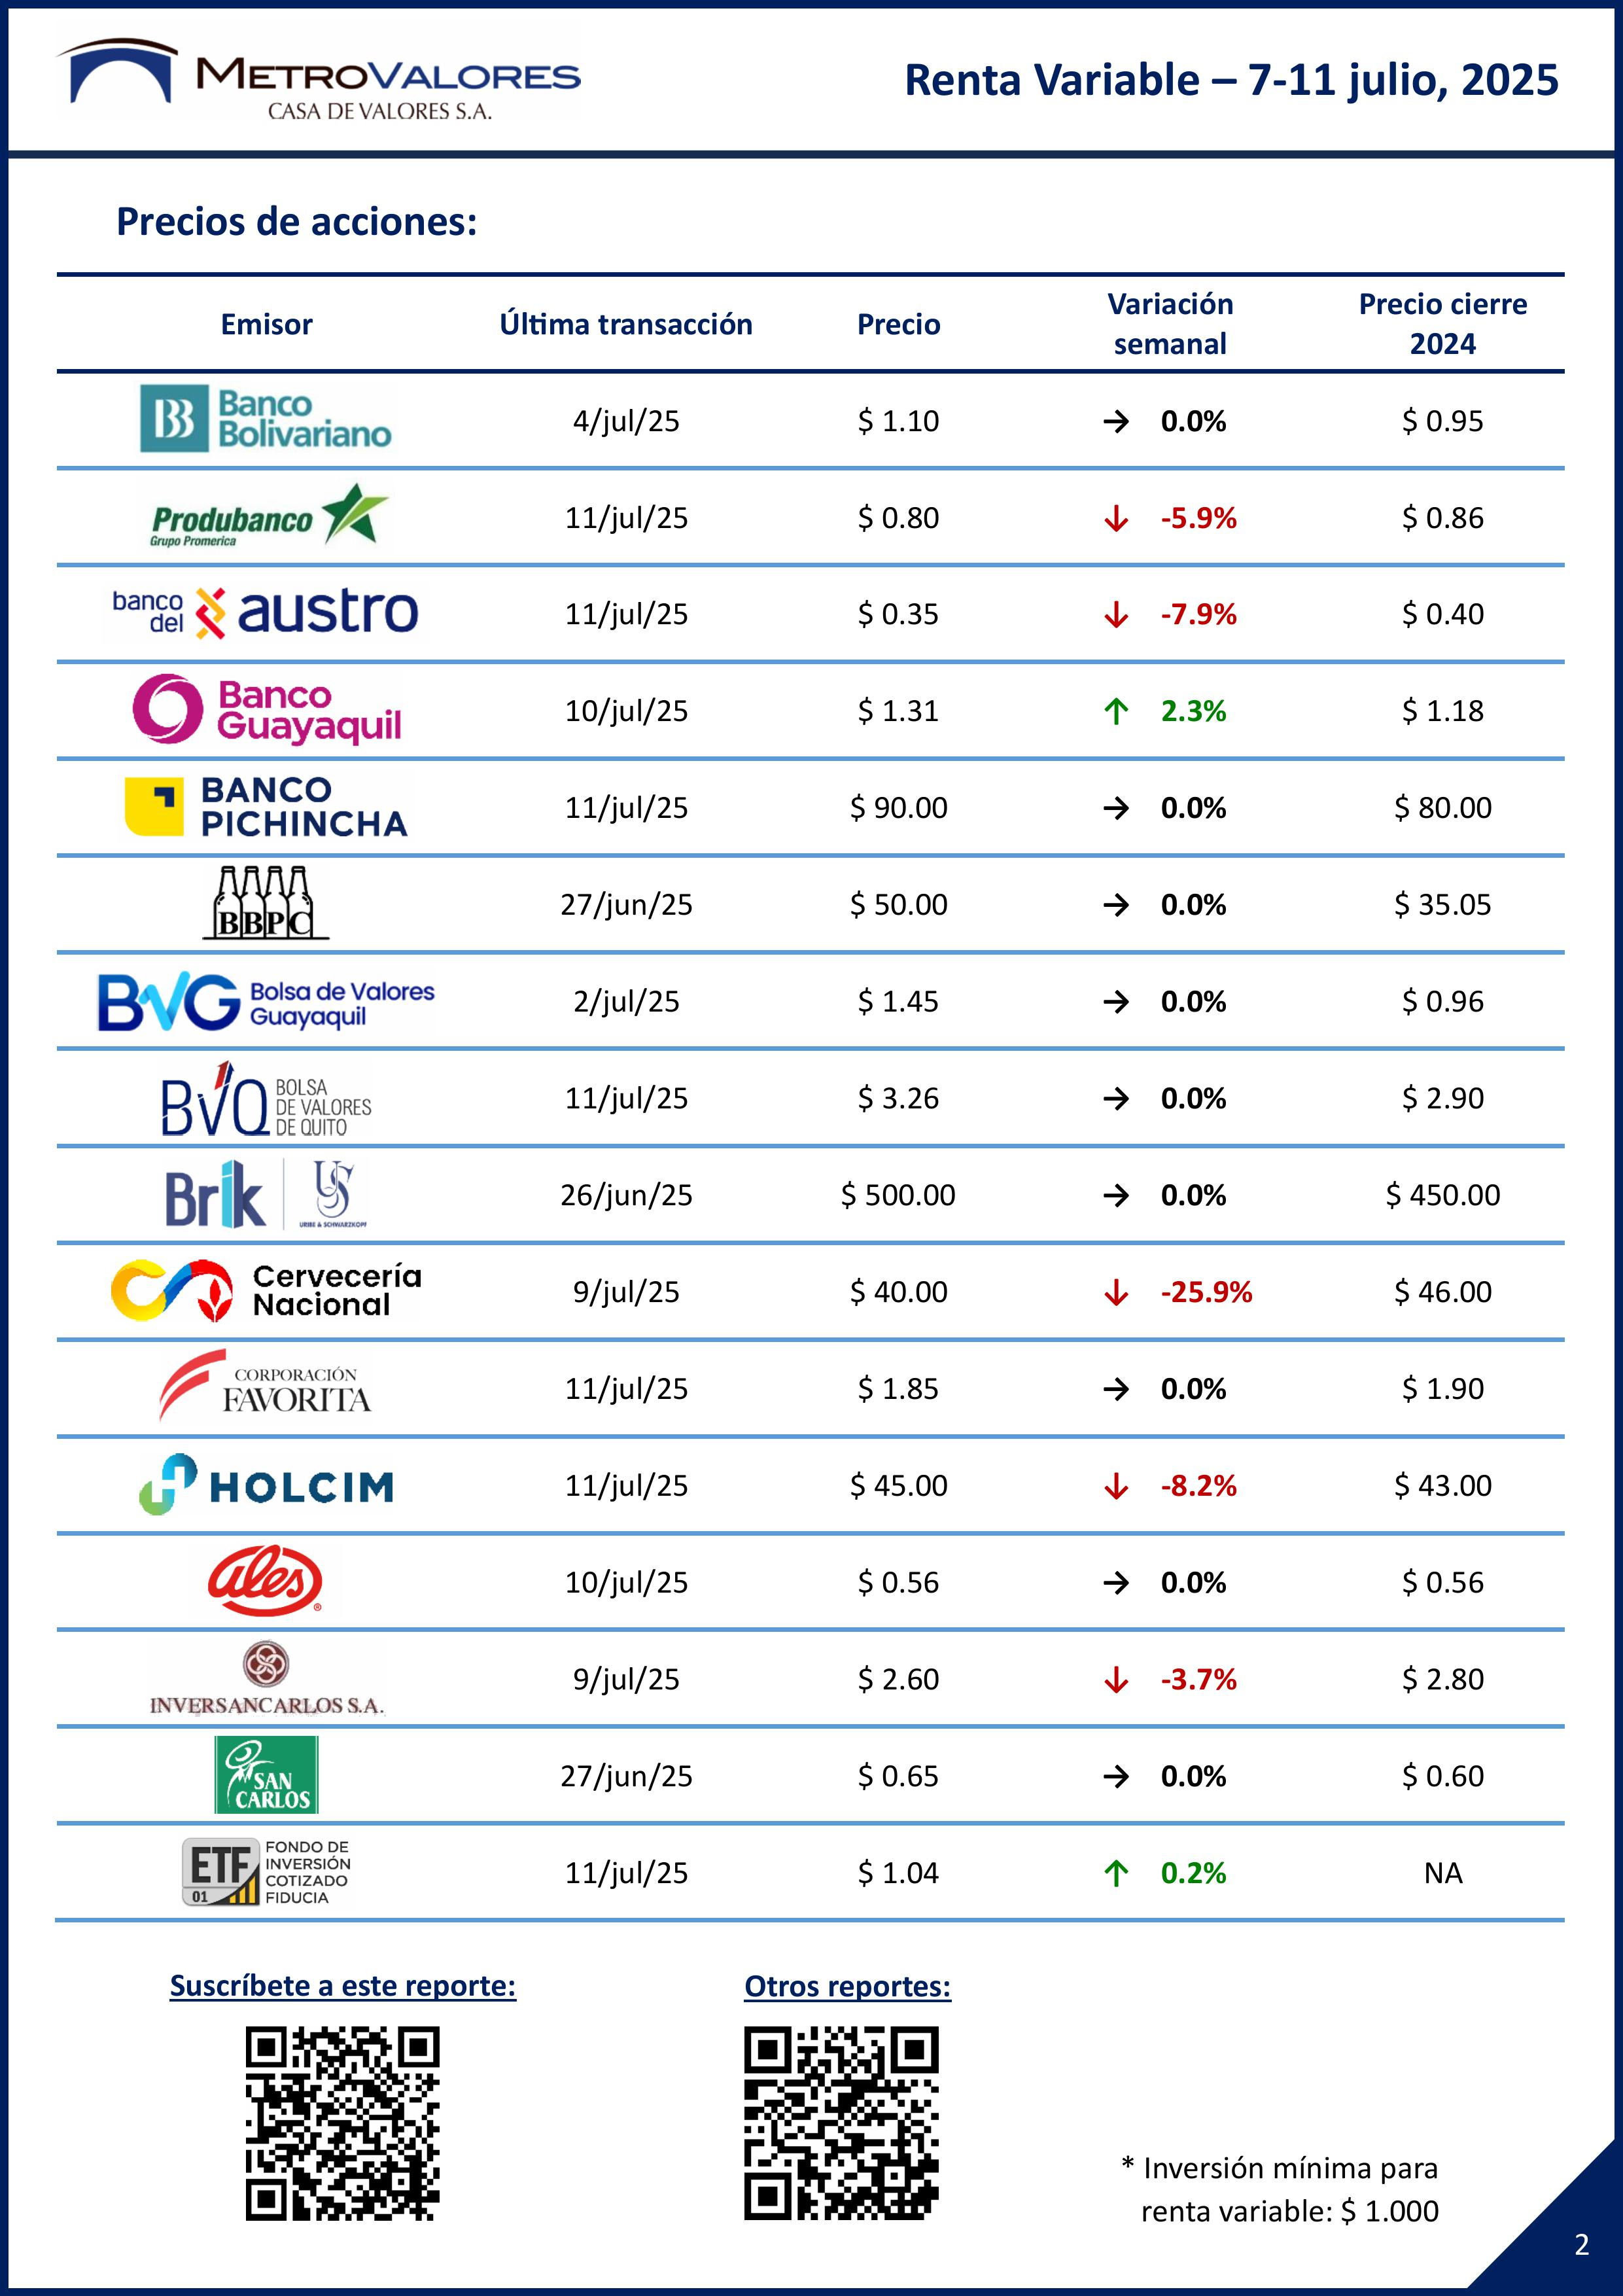 METROVALORES
CASA DE VALORES S.A.
Renta Variable – 7-11 julio, 2025
Precios de acciones:
Emisor Última transacción Precio Variación semanal Precio cierre 2024
BB Banco Bolivariano 4/jul/25 $ 1.10 → 0.0% $ 0.95
Produbanco Grupo Promerica 11/jul/25 $ 0.80 ↓ -5.9% $ 0.86
banco del austro 11/jul/25 $ 0.35 ↓ -7.9% $ 0.40
Banco Guayaquil 10/jul/25 $ 1.31 ↑ 2.3% $ 1.18
BANCO PICHINCHA 11/jul/25 $ 90.00 → 0.0% $ 80.00
BBPC 27/jun/25 $ 50.00 → 0.0% $ 35.05
BVG Bolsa de Valores Guayaquil 2/jul/25 $ 1.45 → 0.0% $ 0.96
BVQ BOLSA DE VALORES DE QUITO 11/jul/25 $ 3.26 → 0.0% $ 2.90
Brik US URIBE & SCHWARZKOPF 26/jun/25 $ 500.00 → 0.0% $ 450.00
Cervecería Nacional 9/jul/25 $ 40.00 ↓ -25.9% $ 46.00
CORPORACIÓN FAVORITA 11/jul/25 $ 1.85 → 0.0% $ 1.90
HOLCIM 11/jul/25 $ 45.00 ↓ -8.2% $ 43.00
ales ® 10/jul/25 $ 0.56 → 0.0% $ 0.56
INVERSANCARLOS S.A. 9/jul/25 $ 2.60 ↓ -3.7% $ 2.80
SAN CARLOS 27/jun/25 $ 0.65 → 0.0% $ 0.60
ETF 01 FONDO DE INVERSIÓN COTIZADO FIDUCIA 11/jul/25 $ 1.04 ↑ 0.2% NA
Suscríbete a este reporte:
Otros reportes:
* Inversión mínima para
renta variable: $ 1.000
2